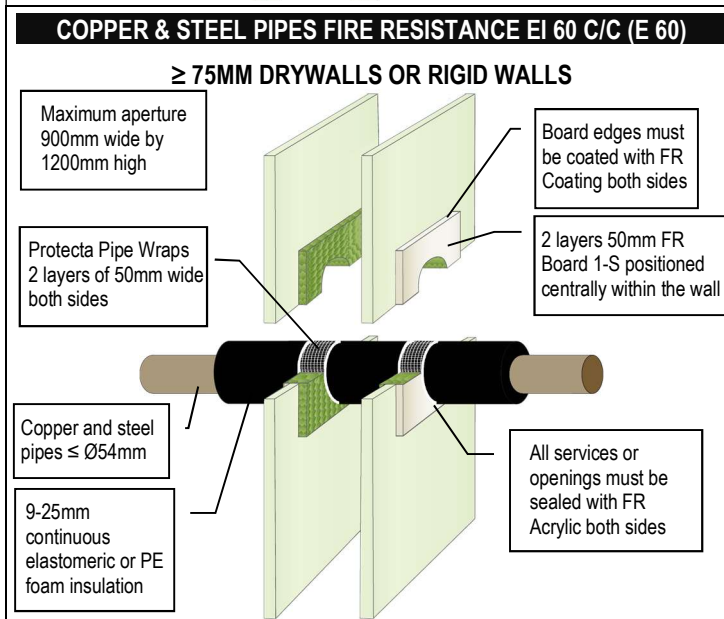 COPPER & STEEL PIPES FIRE RESISTANCE EI 60 C/C (E 60)
≥ 75MM DRYWALLS OR RIGID WALLS
Maximum aperture
900mm wide by
1200mm high
Board edges must
be coated with FR
Coating both sides
Protecta Pipe Wraps
2 layers of 50mm wide
both sides
2 layers 50mm FR
Board 1-S positioned
centrally within the wall
Copper and steel
pipes ≤ Ø54mm
9-25mm
continuous
elastomeric or PE
foam insulation
All services or
openings must be
sealed with FR
Acrylic both sides